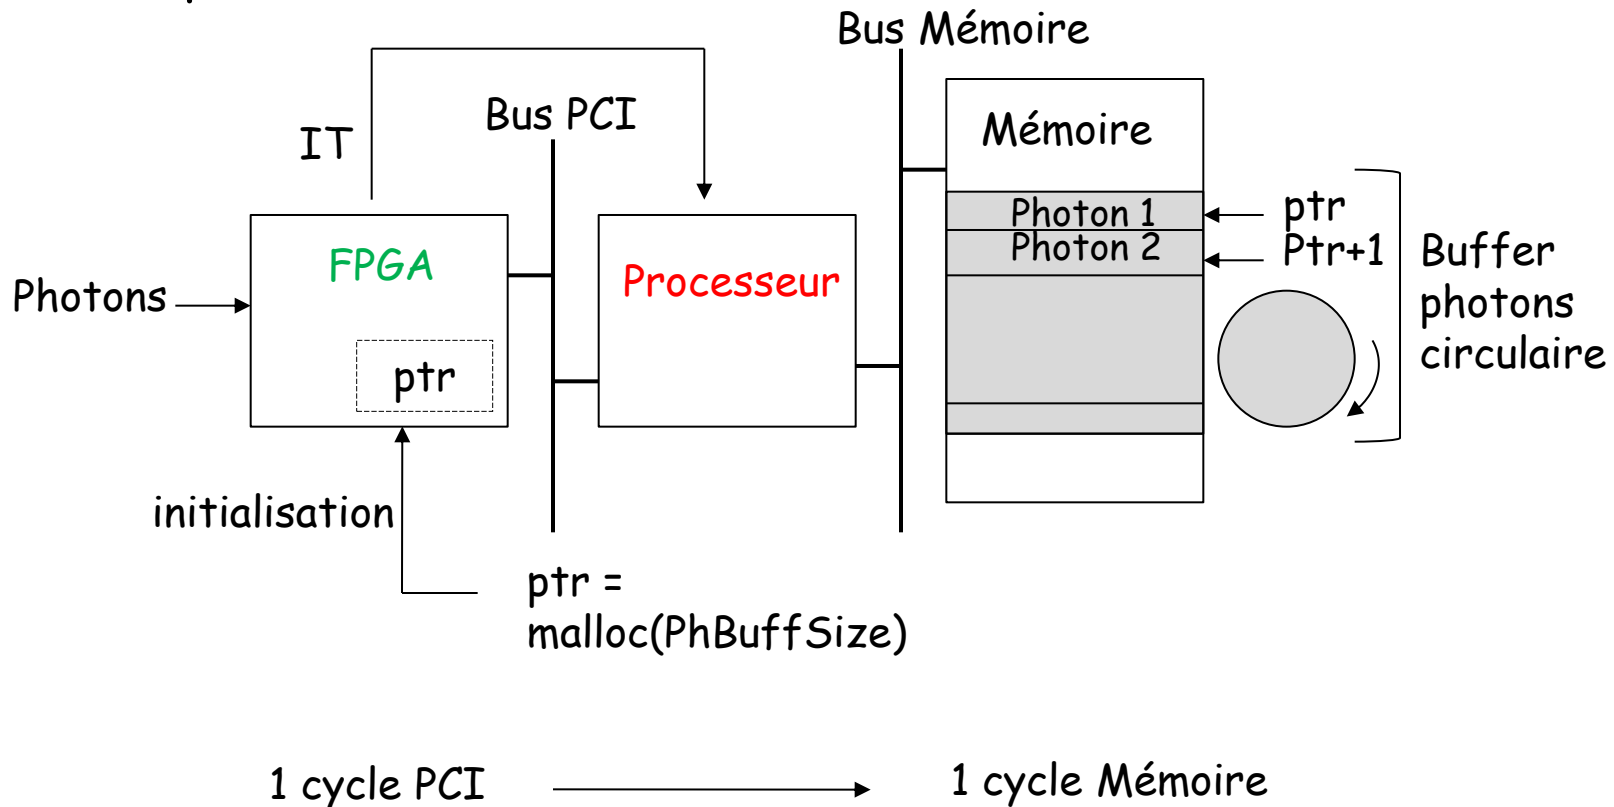 Bus Mémoire
Bus PCI
IT
Mémoire
Photon 1
ptr
Photon 2
Ptr+1
FPGA
Processeur
Photons
Buffer
photons
circulaire
ptr
initialisation
ptr =
malloc(PhBuffSize)
1 cycle PCI
1 cycle Mémoire